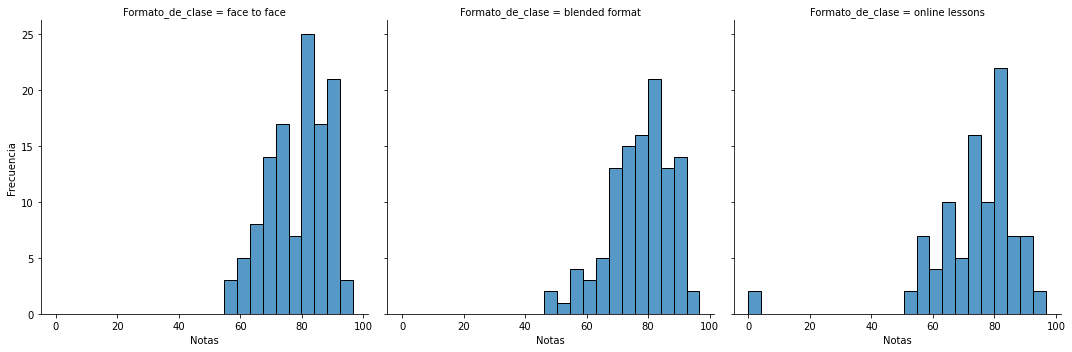 Formato_de_clase = face to face
Formato_de_clase = blended format
Formato_de_clase = online lessons
25
20
15
10
5
0
Frecuencia
0 20 40 60 80 100
0 20 40 60 80 100
0 20 40 60 80 100
Notas
Notas
Notas